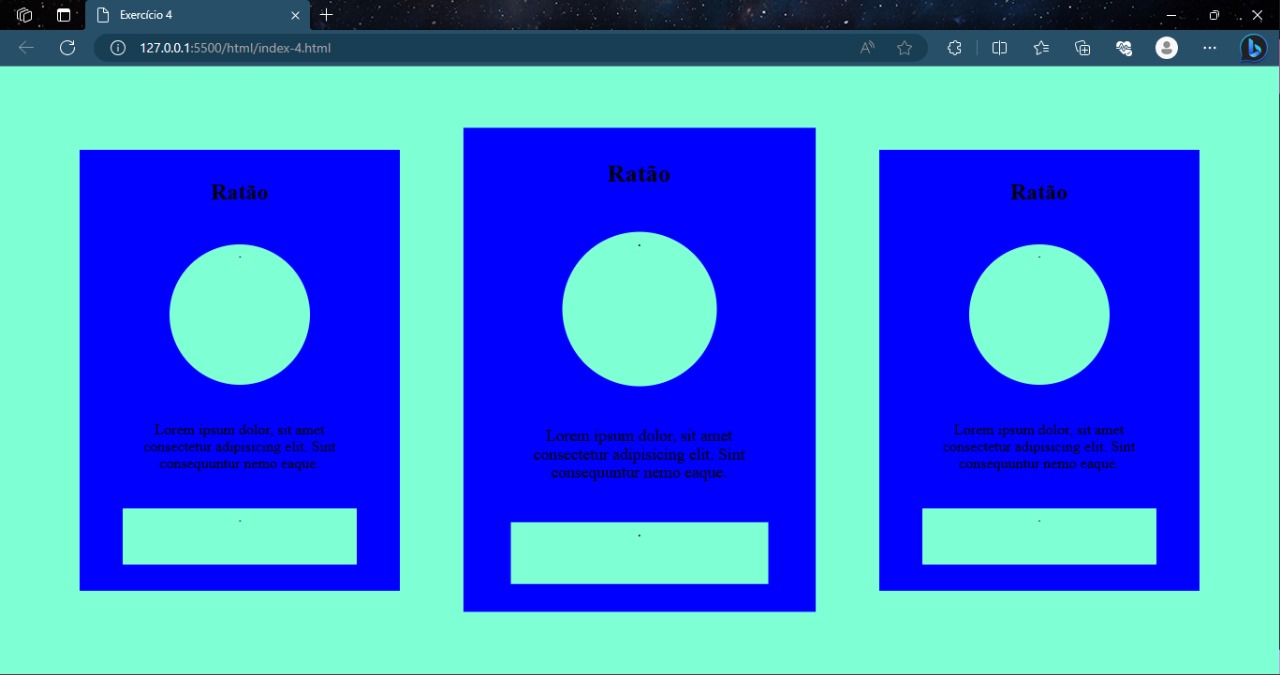 Exercício 4
127.0.0.1:5500/html/index-4.html
Ratão
.
Lorem ipsum dolor, sit amet
consectetur adipisicing elit. Sint
consequuntur nemo eaque.
.
Ratão
.
Lorem ipsum dolor, sit amet
consectetur adipisicing elit. Sint
consequuntur nemo eaque.
.
Ratão
.
Lorem ipsum dolor, sit amet
consectetur adipisicing elit. Sint
consequuntur nemo eaque.
.